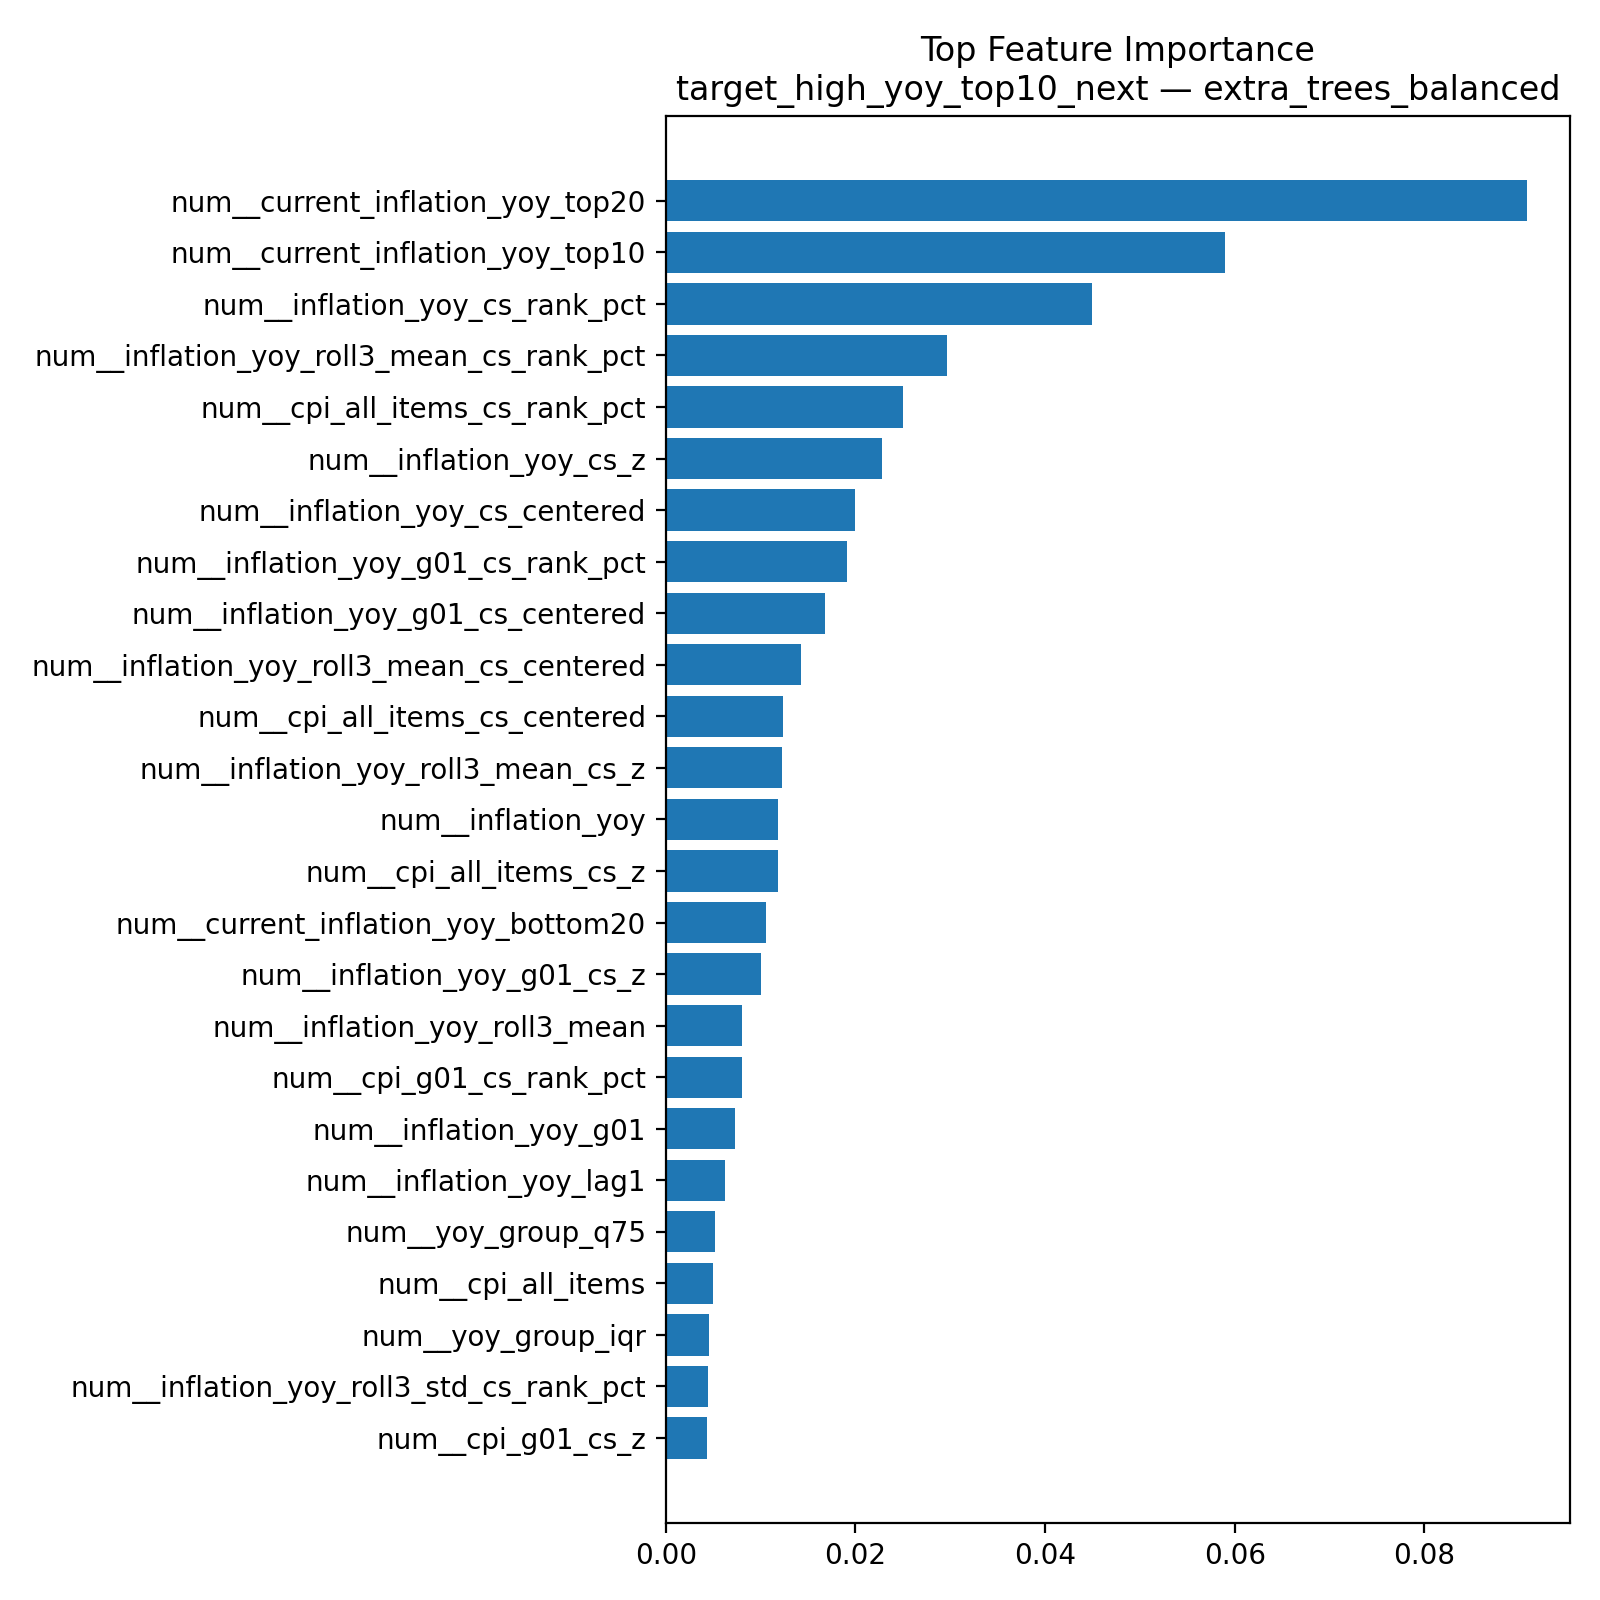 Top Feature Importance
target_high_yoy_top10_next — extra_trees_balanced
num__current_inflation_yoy_top20
num__current_inflation_yoy_top10
num__inflation_yoy_cs_rank_pct
num__inflation_yoy_roll3_mean_cs_rank_pct
num__cpi_all_items_cs_rank_pct
num__inflation_yoy_cs_z
num__inflation_yoy_cs_centered
num__inflation_yoy_g01_cs_rank_pct
num__inflation_yoy_g01_cs_centered
num__inflation_yoy_roll3_mean_cs_centered
num__cpi_all_items_cs_centered
num__inflation_yoy_roll3_mean_cs_z
num__inflation_yoy
num__cpi_all_items_cs_z
num__current_inflation_yoy_bottom20
num__inflation_yoy_g01_cs_z
num__inflation_yoy_roll3_mean
num__cpi_g01_cs_rank_pct
num__inflation_yoy_g01
num__inflation_yoy_lag1
num__yoy_group_q75
num__cpi_all_items
num__yoy_group_iqr
num__inflation_yoy_roll3_std_cs_rank_pct
num__cpi_g01_cs_z
0.00 0.02 0.04 0.06 0.08